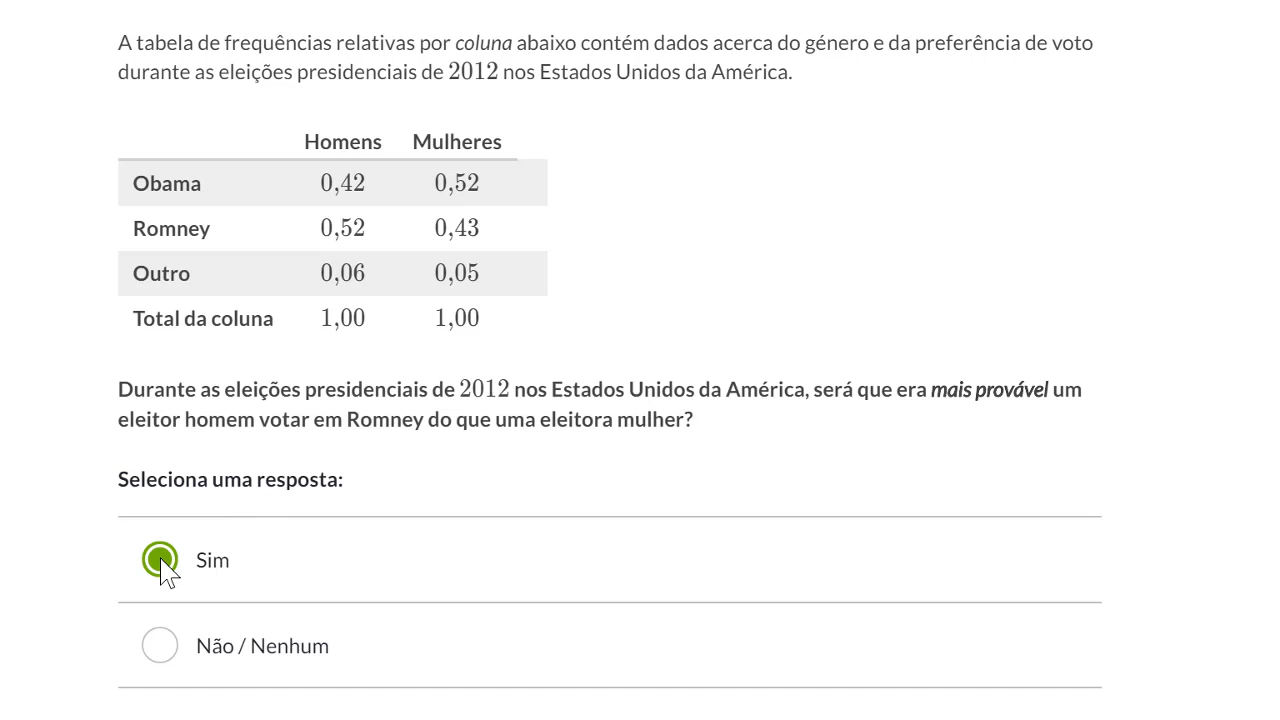 A tabela de frequências relativas por coluna abaixo contém dados acerca do género e da preferência de voto
durante as eleições presidenciais de 2012 nos Estados Unidos da América.
Homens Mulheres
Obama 0,42 0,52
Romney 0,52 0,43
Outro 0,06 0,05
Total da coluna 1,00 1,00
Durante as eleições presidenciais de 2012 nos Estados Unidos da América, será que era mais provável um
eleitor homem votar em Romney do que uma eleitora mulher?
Seleciona uma resposta:
Sim
Não / Nenhum